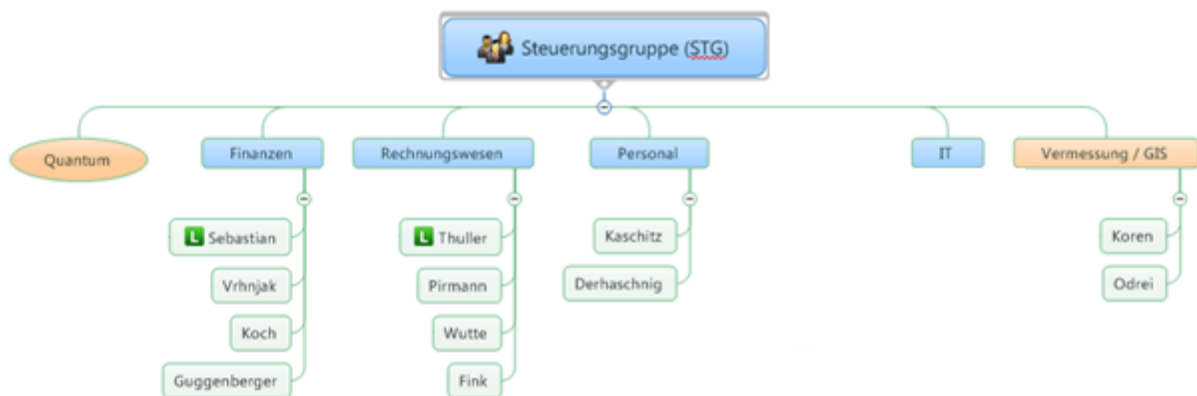 Steuerungsgruppe (STG)
Quantum
Finanzen
Rechnungswesen
Personal
IT
Vermessung / GIS
L Sebastian
Vrhnjak
Koch
Guggenberger
L Thuller
Pirmann
Wutte
Fink
Kaschitz
Derhaschnig
Koren
Odrei